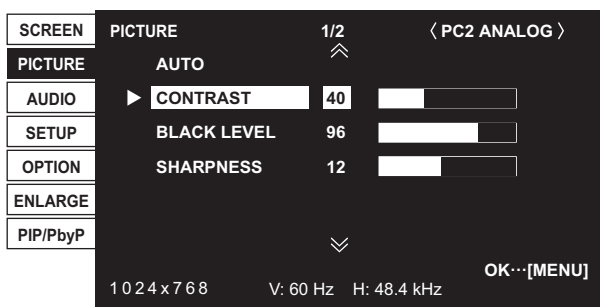 SCREEN
PICTURE
AUDIO
SETUP
OPTION
ENLARGE
PIP/PbyP
PICTURE 1/2 〈 PC2 ANALOG 〉
AUTO
CONTRAST 40
BLACK LEVEL 96
SHARPNESS 12
OK···[MENU]
1024x768 V: 60 Hz H: 48.4 kHz